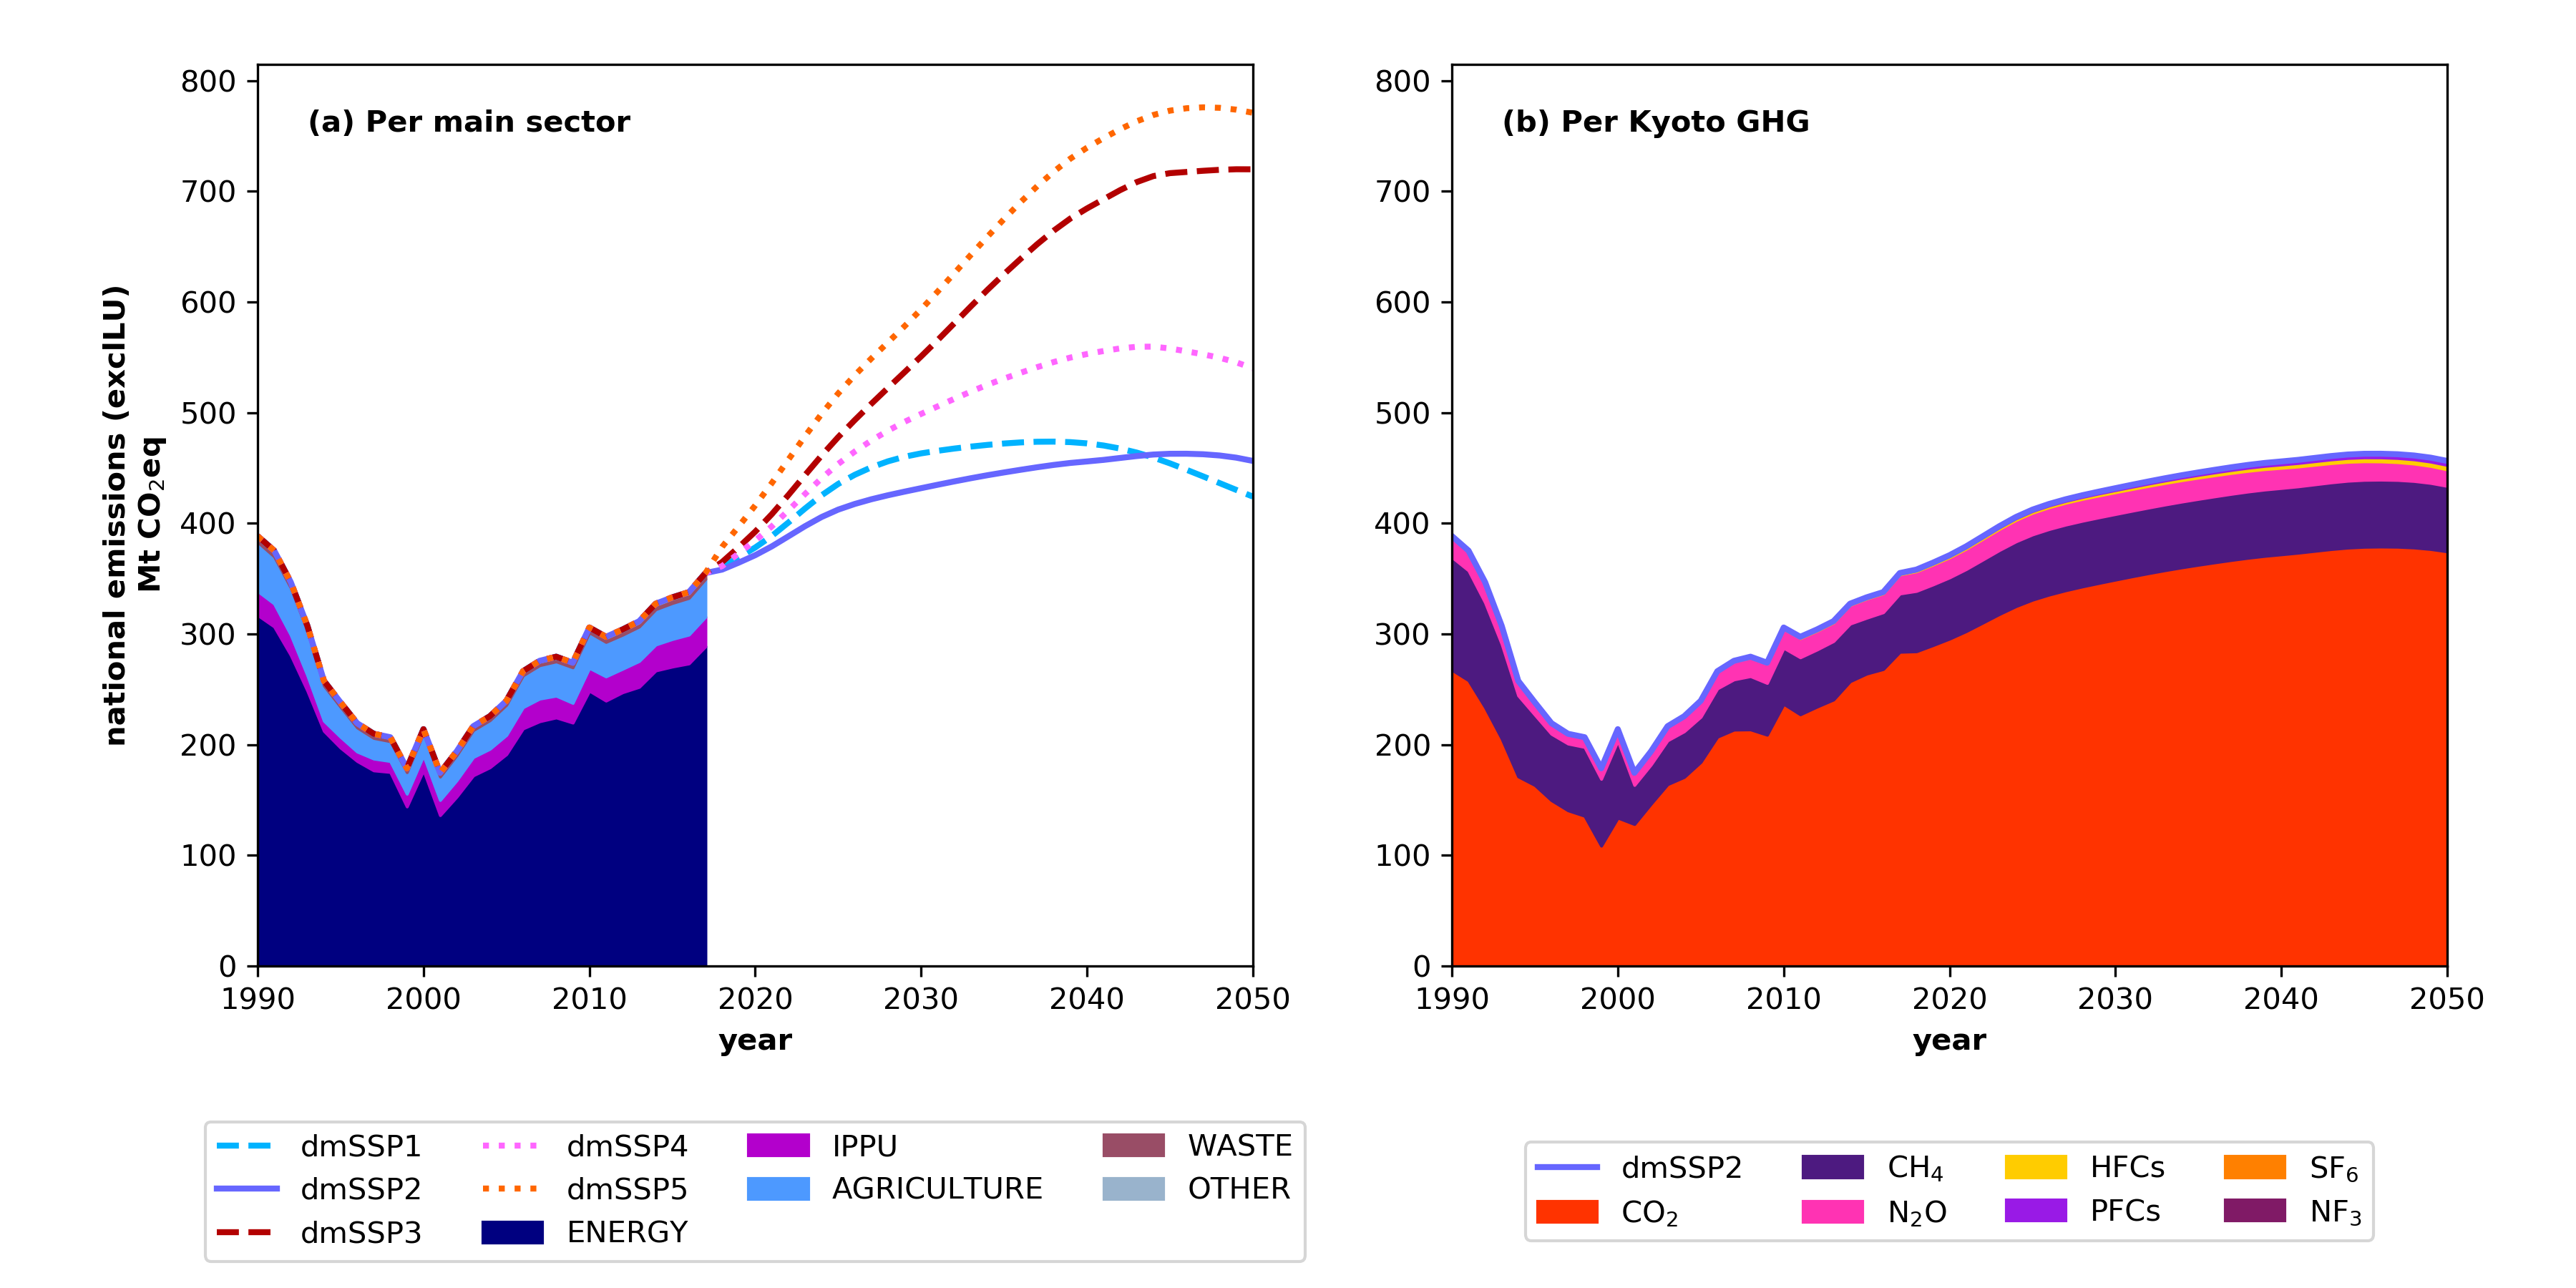 (a) Per main sector
national emissions (exclLU)
Mt CO₂eq
800
700
600
500
400
300
200
100
0
1990 2000 2010 2020 2030 2040 2050
year
dmSSP1 dmSSP4 IPPU WASTE
dmSSP2 dmSSP5 AGRICULTURE OTHER
dmSSP3 ENERGY
(b) Per Kyoto GHG
800
700
600
500
400
300
200
100
0
1990 2000 2010 2020 2030 2040 2050
year
dmSSP2 CH₄ HFCs SF₆
CO₂ N₂O PFCs NF₃